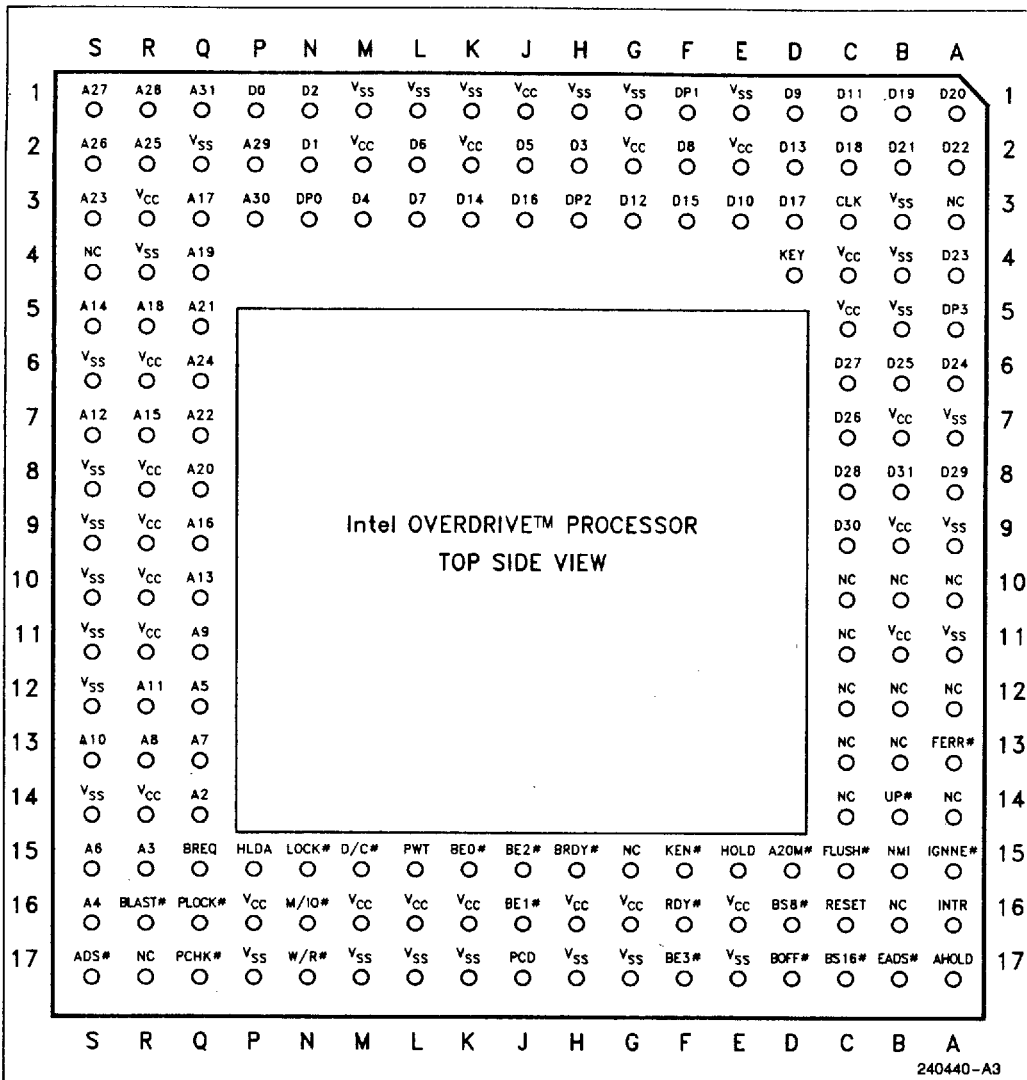 S R Q P N M L K J H G F E D C B A
A27 A28 A31 D0 D2 VSS VSS VSS VCC VSS VSS DP1 VSS D9 D11 D19 D20
1 1
A26 A25 VSS A29 D1 VCC D6 VCC D5 D3 VCC D8 VCC D13 D18 D21 D22
2 2
A23 VCC A17 A30 DP0 D4 D7 D14 D16 DP2 D12 D15 D10 D17 CLK VSS NC
3 3
NC VSS A19 KEY VCC VSS D23
4 4
A14 A18 A21 VCC VSS DP3
5 5
VSS VCC A24 D27 D25 D24
6 6
A12 A15 A22 D26 VCC VSS
7 7
VSS VCC A20 D28 D31 D29
8 8
VSS VCC A16 D30 VCC VSS
9 9
Intel OVERDRIVE™ PROCESSOR
TOP SIDE VIEW
VSS VCC A13 NC NC NC
10 10
VSS VCC A9 NC VCC VSS
11 11
VSS A11 A5 NC NC NC
12 12
A10 A8 A7 NC NC FERR#
13 13
VSS VCC A2 NC UP# NC
14 14
A6 A3 BREQ HLDA LOCK# D/C# PWT BE0# BE2# BRDY# NC KEN# HOLD A20M# FLUSH# NMI IGNNE#
15 15
A4 BLAST# PLOCK# VCC M/IO# VCC VCC VCC BE1# VCC VCC RDY# VCC BS8# RESET NC INTR
16 16
ADS# NC PCHK# VSS W/R# VSS VSS VSS PCD VSS VSS BE3# VSS BOFF# BS16# EADS# AHOLD
17 17
S R Q P N M L K J H G F E D C B A
240440-A3